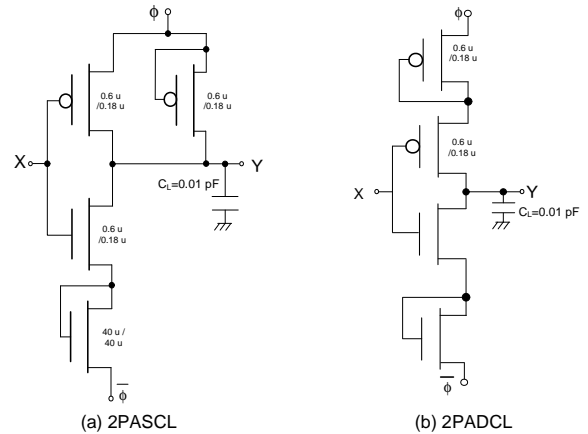 ϕ
0.6 u
/0.18 u
0.6 u
/0.18 u
X
Y
C_L=0.01 pF
0.6 u
/0.18 u
40 u /
40 u
ϕ̅
(a) 2PASCL
ϕ
0.6 u
/0.18 u
0.6 u
/0.18 u
X
Y
C_L=0.01 pF
ϕ̅
(b) 2PADCL